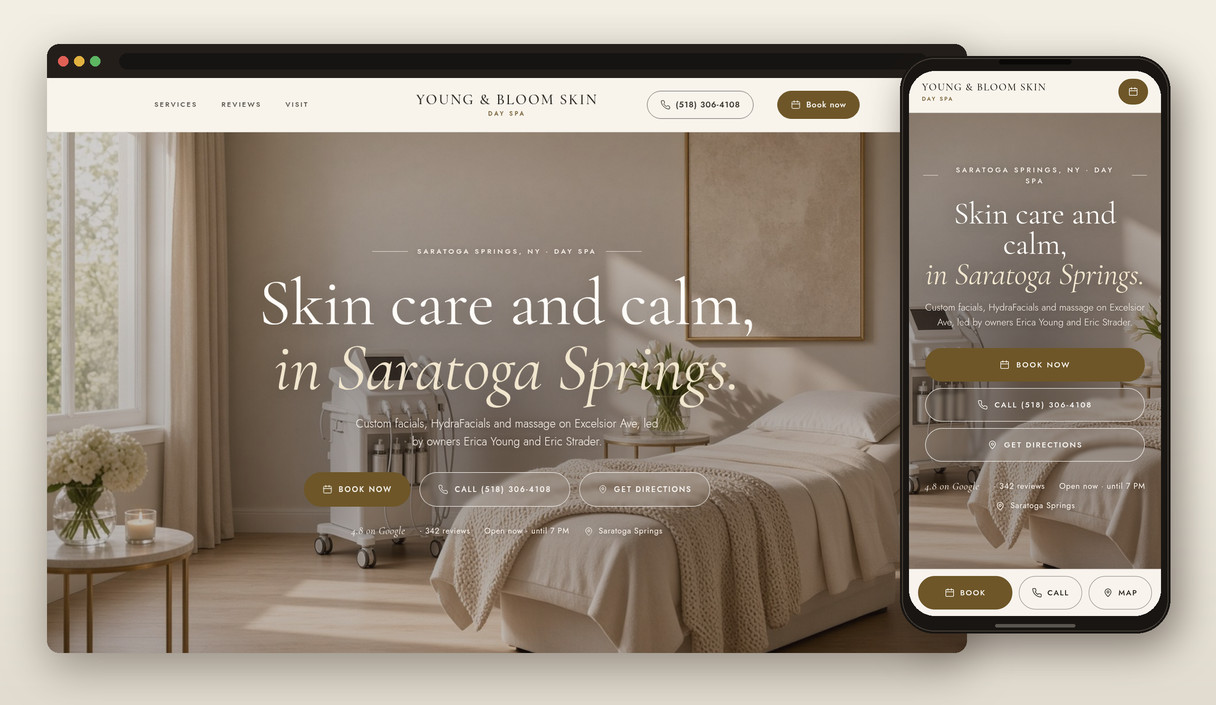 SERVICES REVIEWS VISIT
YOUNG & BLOOM SKIN
DAY SPA
(518) 306-4108
Book now
SARATOGA SPRINGS, NY · DAY SPA
Skin care and calm,
in Saratoga Springs.
Custom facials, HydraFacials and massage on Excelsior Ave, led
by owners Erica Young and Eric Strader.
BOOK NOW
CALL (518) 306-4108
GET DIRECTIONS
4.8 on Google · 342 reviews Open now · until 7 PM Saratoga Springs
YOUNG & BLOOM SKIN
DAY SPA
SARATOGA SPRINGS, NY · DAY
SPA
Skin care and
calm,
in Saratoga Springs.
Custom facials, HydraFacials and massage on Excelsior
Ave, led by owners Erica Young and Eric Strader.
BOOK NOW
CALL (518) 306-4108
GET DIRECTIONS
4.8 on Google · 342 reviews Open now · until 7 PM
Saratoga Springs
BOOK
CALL
MAP